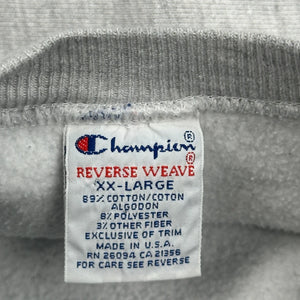 Champion®
REVERSE WEAVE®
XX-LARGE
89% COTTON/COTON
ALGODON
8% POLYESTER
3% OTHER FIBER
EXCLUSIVE OF TRIM
MADE IN U.S.A.
RN 26094 CA 21356
FOR CARE SEE REVERSE